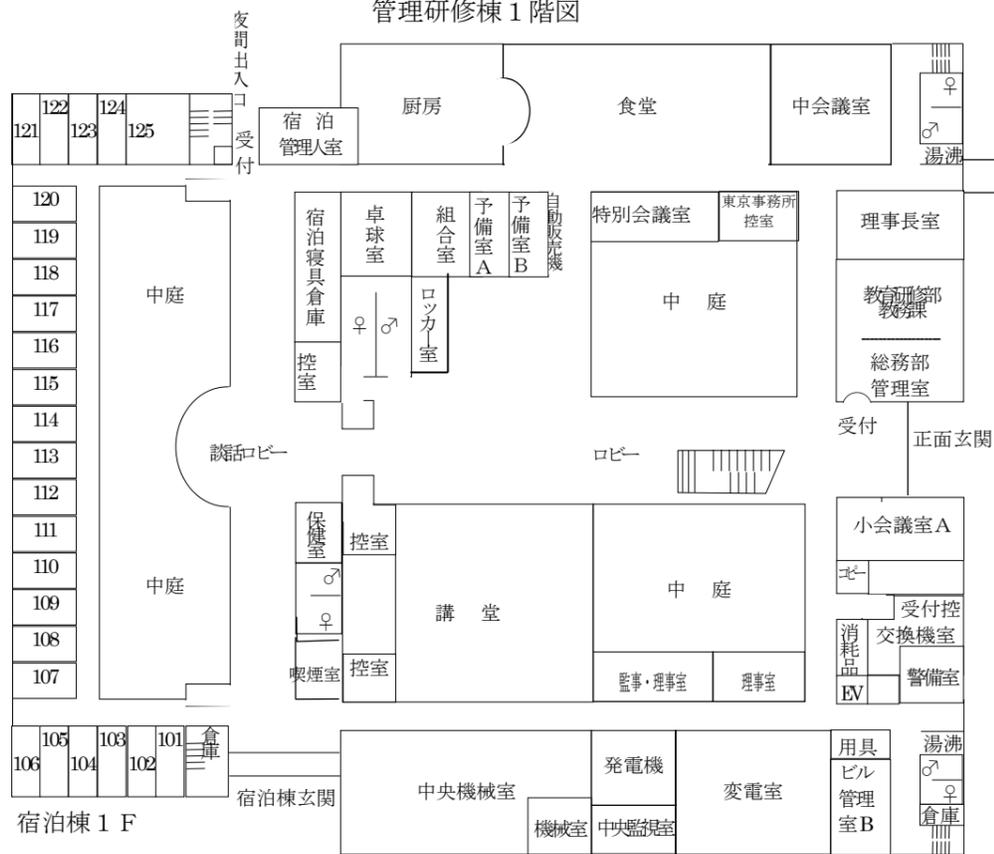 管理研修棟１階図
夜間出入口
厨房
食堂
中会議室
♀
♂
湯沸
121
122
123
124
125
受付
宿　泊
管理人室
120
119
118
117
116
115
114
113
112
111
110
109
108
107
中庭
宿泊寝具倉庫
控室
卓球室
♀
♂
組合室
ロッカー室
予備室A
予備室B
自動販売機
特別会議室
東京事務所
控室
中　庭
理事長室
教育研修部
教務課
総務部
管理室
受付
正面玄関
談話ロビー
ロビー
中庭
保健室
♂
♀
喫煙室
控室
控室
講　堂
中　庭
監事・理事室
理事室
小会議室A
コピー
受付控
交換機室
消耗品
EV
警備室
106
105
104
103
102
101
倉庫
宿泊棟玄関
宿泊棟１Ｆ
中央機械室
機械室
発電機
中央監視室
変電室
用具
ビル
管理
室B
湯沸
♂
♀
倉庫